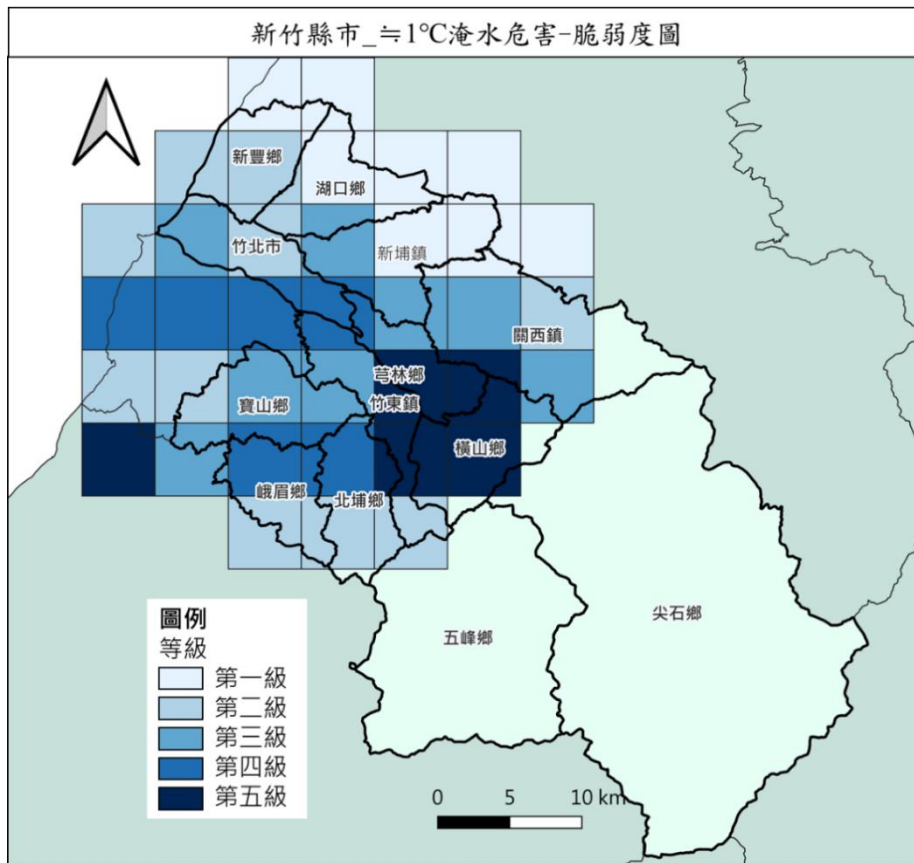 新竹縣市_≒1℃淹水危害-脆弱度圖
新豐鄉
湖口鄉
竹北市
新埔鎮
關西鎮
芎林鄉
竹東鎮
寶山鄉
橫山鄉
峨眉鄉
北埔鄉
尖石鄉
五峰鄉
圖例
等級
第一級
第二級
第三級
第四級
第五級
0 5 10 km